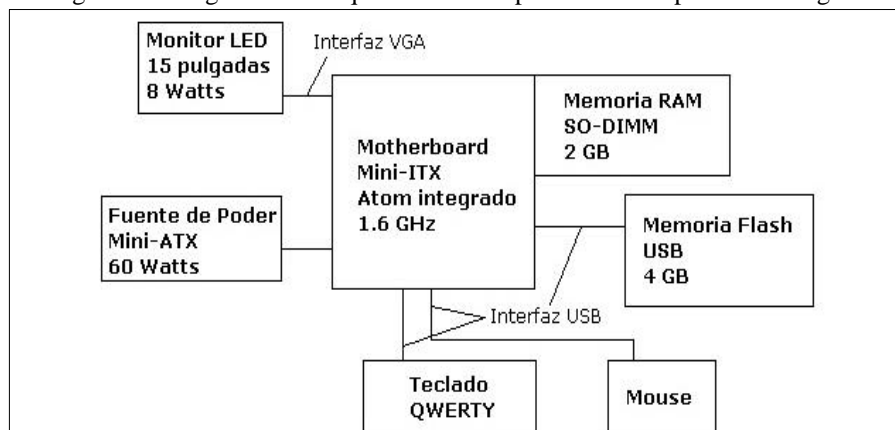 Monitor LED
15 pulgadas
8 Watts
Interfaz VGA
Motherboard
Mini-ITX
Atom integrado
1.6 GHz
Memoria RAM
SO-DIMM
2 GB
Fuente de Poder
Mini-ATX
60 Watts
Memoria Flash
USB
4 GB
Interfaz USB
Teclado
QWERTY
Mouse